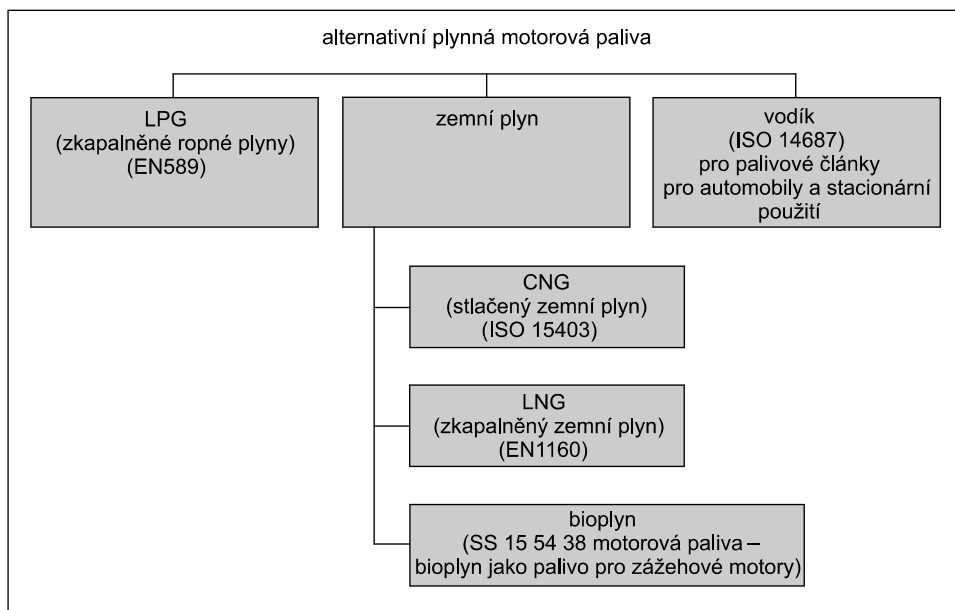 alternativní plynná motorová paliva
LPG
(zkapalněné ropné plyny)
(EN589)
zemní plyn
vodík
(ISO 14687)
pro palivové články
pro automobily a stacionární
použití
CNG
(stlačený zemní plyn)
(ISO 15403)
LNG
(zkapalněný zemní plyn)
(EN1160)
bioplyn
(SS 15 54 38 motorová paliva –
bioplyn jako palivo pro zážehové motory)